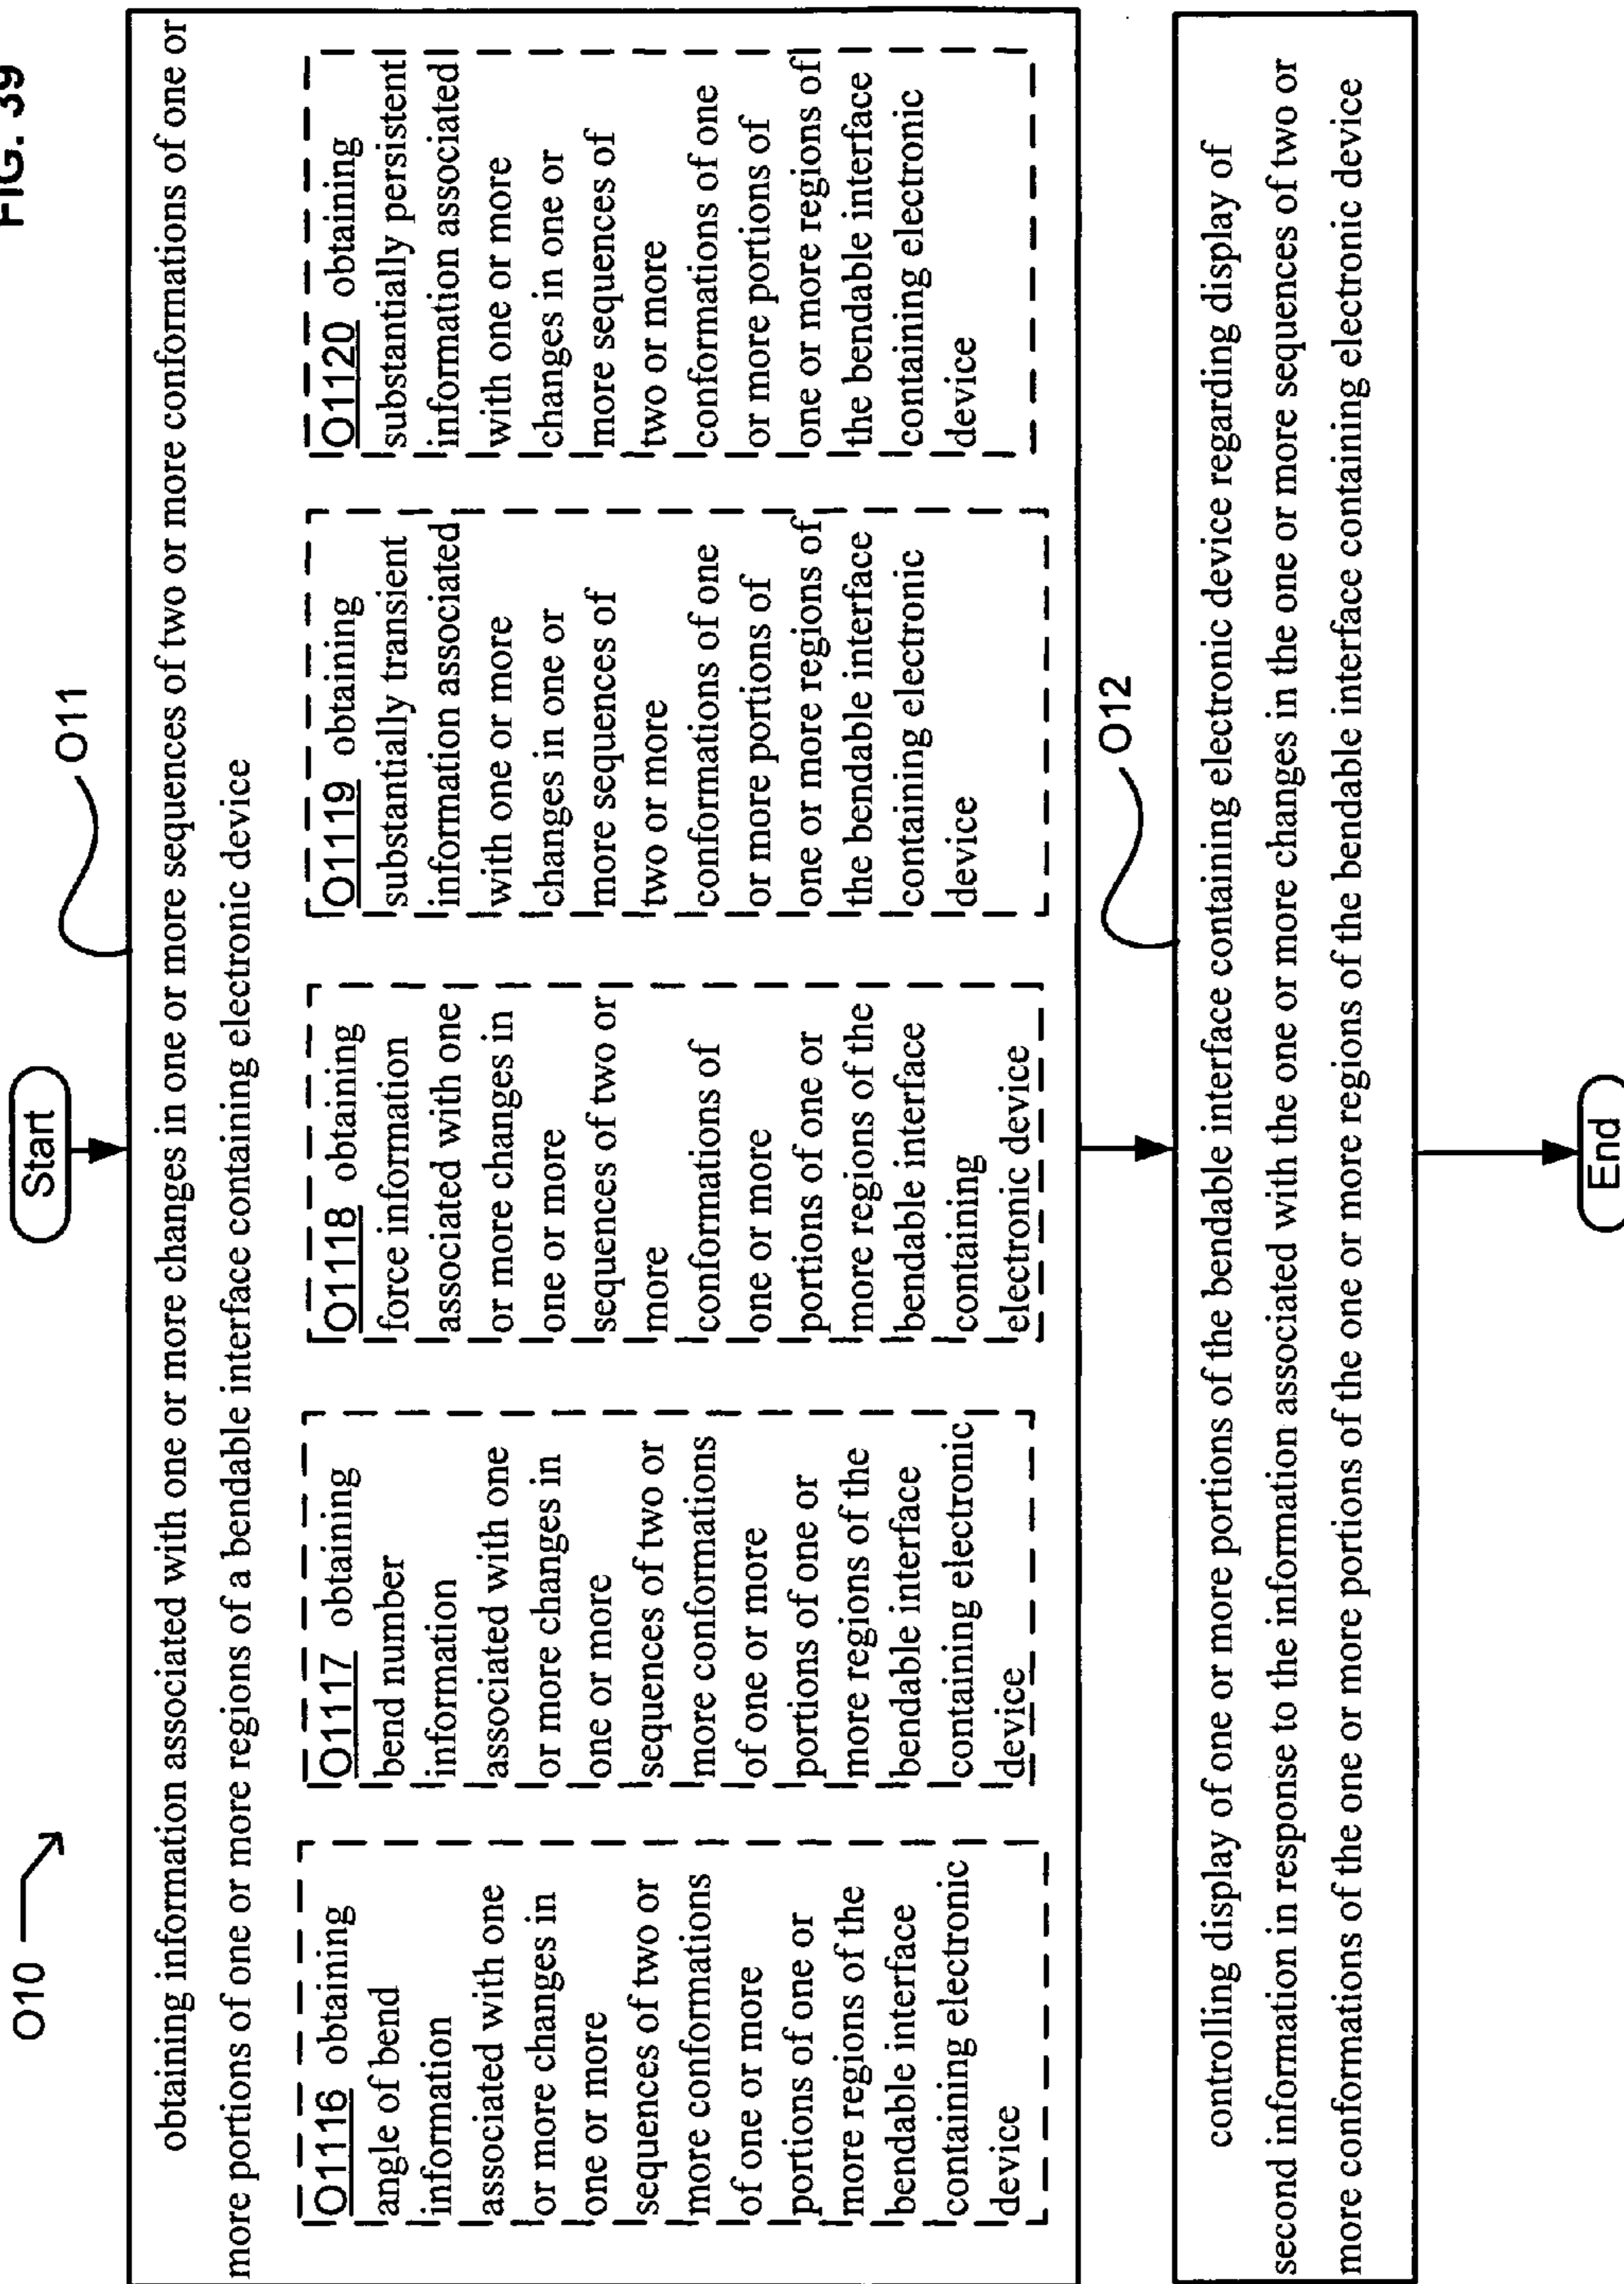 FIG. 39
O10
Start
O11
obtaining information associated with one or more changes in one or more sequences of two or more conformations of one or
more portions of one or more regions of a bendable interface containing electronic device
O1116 obtaining
angle of bend
information
associated with one
or more changes in
one or more
sequences of two or
more conformations
of one or more
portions of one or
more regions of the
bendable interface
containing electronic
device
O1117 obtaining
bend number
information
associated with one
or more changes in
one or more
sequences of two or
more conformations
of one or more
portions of one or
more regions of the
bendable interface
containing electronic
device
O1118 obtaining
force information
associated with one
or more changes in
one or more
sequences of two or
more
conformations of
one or more
portions of one or
more regions of the
bendable interface
containing
electronic device
O1119 obtaining
substantially transient
information associated
with one or more
changes in one or
more sequences of
two or more
conformations of one
or more portions of
one or more regions of
the bendable interface
containing electronic
device
O1120 obtaining
substantially persistent
information associated
with one or more
changes in one or
more sequences of
two or more
conformations of one
or more portions of
one or more regions of
the bendable interface
containing electronic
device
O12
controlling display of one or more portions of the bendable interface containing electronic device regarding display of
second information in response to the information associated with the one or more changes in the one or more sequences of two or
more conformations of the one or more portions of the one or more regions of the bendable interface containing electronic device
End